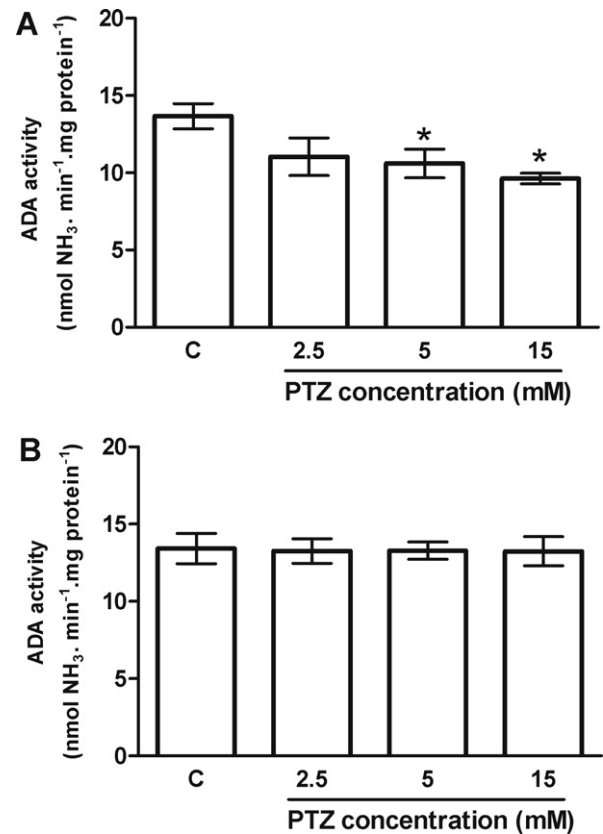 A
ADA activity
(nmol NH₃. min⁻¹.mg protein⁻¹)
20
15
10
5
0
*
*
C
2.5
5
15
PTZ concentration (mM)
B
ADA activity
(nmol NH₃. min⁻¹.mg protein⁻¹)
20
15
10
5
0
C
2.5
5
15
PTZ concentration (mM)